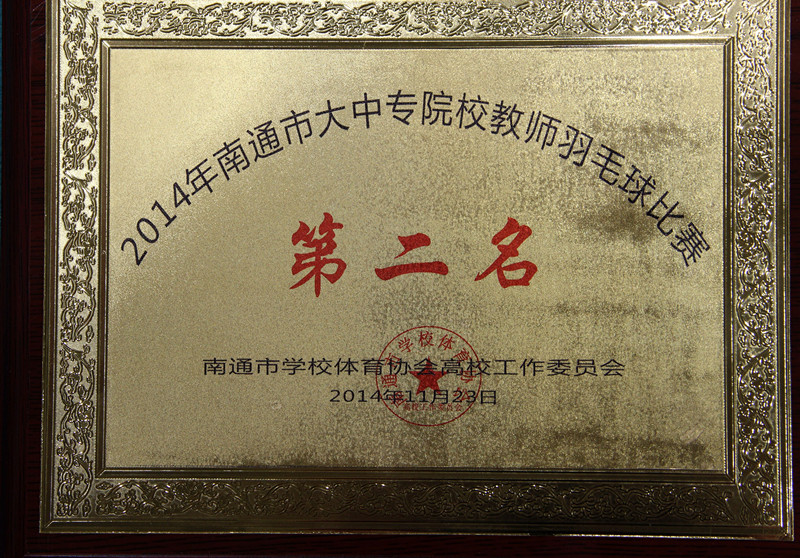 2014年南通市大中专院校教师羽毛球比赛
第二名
南通市学校体育协会高校工作委员会
2014年11月23日